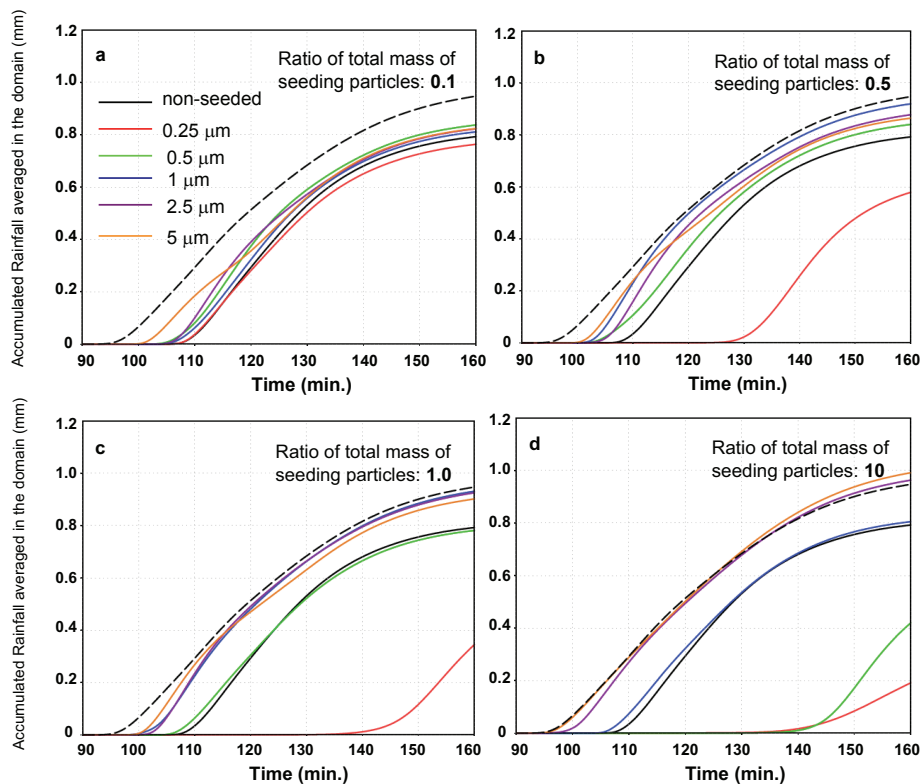 Accumulated Rainfall averaged in the domain (mm)
1.2
1.0
0.8
0.6
0.4
0.2
0
a
Ratio of total mass of
seeding particles: 0.1
non-seeded
0.25 μm
0.5 μm
1 μm
2.5 μm
5 μm
90 100 110 120 130 140 150 160
Time (min.)
1.2
1.0
0.8
0.6
0.4
0.2
0
b
Ratio of total mass of
seeding particles: 0.5
90 100 110 120 130 140 150 160
Time (min.)
Accumulated Rainfall averaged in the domain (mm)
1.2
1.0
0.8
0.6
0.4
0.2
0
c
Ratio of total mass of
seeding particles: 1.0
90 100 110 120 130 140 150 160
Time (min.)
1.2
1.0
0.8
0.6
0.4
0.2
0
d
Ratio of total mass of
seeding particles: 10
90 100 110 120 130 140 150 160
Time (min.)